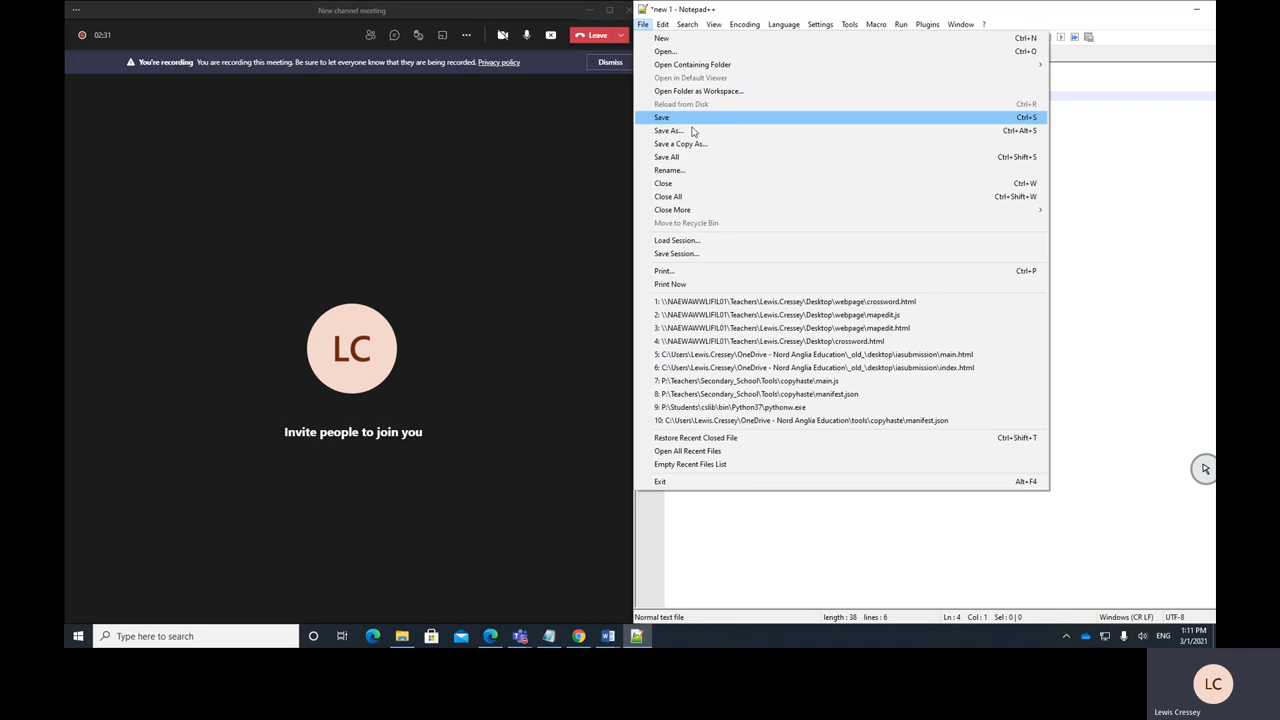 New channel meeting
02:31
Leave
You're recording You are recording this meeting. Be sure to let everyone know that they are being recorded. Privacy policy
Dismiss
LC
Invite people to join you
*new 1 - Notepad++
File Edit Search View Encoding Language Settings Tools Macro Run Plugins Window ?
New Ctrl+N
Open... Ctrl+O
Open Containing Folder
Open in Default Viewer
Open Folder as Workspace...
Reload from Disk Ctrl+R
Save Ctrl+S
Save As... Ctrl+Alt+S
Save a Copy As...
Save All Ctrl+Shift+S
Rename...
Close Ctrl+W
Close All Ctrl+Shift+W
Close More
Move to Recycle Bin
Load Session...
Save Session...
Print... Ctrl+P
Print Now
1: \\NAEWAWWLIFIL01\Teachers\Lewis.Cressey\Desktop\webpage\crossword.html
2: \\NAEWAWWLIFIL01\Teachers\Lewis.Cressey\Desktop\webpage\mapedit.js
3: \\NAEWAWWLIFIL01\Teachers\Lewis.Cressey\Desktop\webpage\mapedit.html
4: \\NAEWAWWLIFIL01\Teachers\Lewis.Cressey\Desktop\crossword.html
5: C:\Users\Lewis.Cressey\OneDrive - Nord Anglia Education\_old_\desktop\iasubmission\main.html
6: C:\Users\Lewis.Cressey\OneDrive - Nord Anglia Education\_old_\desktop\iasubmission\index.html
7: P:\Teachers\Secondary_School\Tools\copyhaste\main.js
8: P:\Teachers\Secondary_School\Tools\copyhaste\manifest.json
9: P:\Students\cslib\bin\Python37\pythonw.exe
10: C:\Users\Lewis.Cressey\OneDrive - Nord Anglia Education\tools\copyhaste\manifest.json
Restore Recent Closed File Ctrl+Shift+T
Open All Recent Files
Empty Recent Files List
Exit Alt+F4
Normal text file length : 38 lines : 6 Ln : 4 Col : 1 Sel : 0 | 0 Windows (CR LF) UTF-8
Type here to search
ENG
1:11 PM
3/1/2021
LC
Lewis Cressey